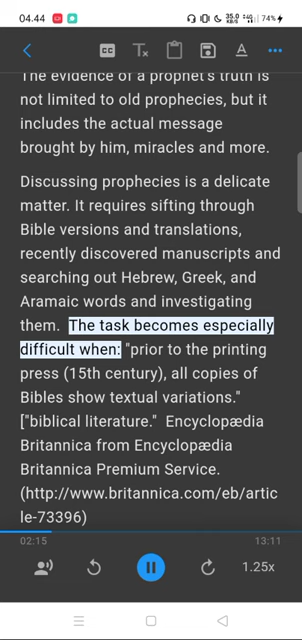 04.44 35.0 KB/S 74%
CC T A
The evidence of a prophet's truth is
not limited to old prophecies, but it
includes the actual message
brought by him, miracles and more.
Discussing prophecies is a delicate
matter. It requires sifting through
Bible versions and translations,
recently discovered manuscripts and
searching out Hebrew, Greek, and
Aramaic words and investigating
them. The task becomes especially
difficult when: "prior to the printing
press (15th century), all copies of
Bibles show textual variations."
["biblical literature." Encyclopædia
Britannica from Encyclopædia
Britannica Premium Service.
(http://www.britannica.com/eb/artic
le-73396)
02:15 13:11
1.25x